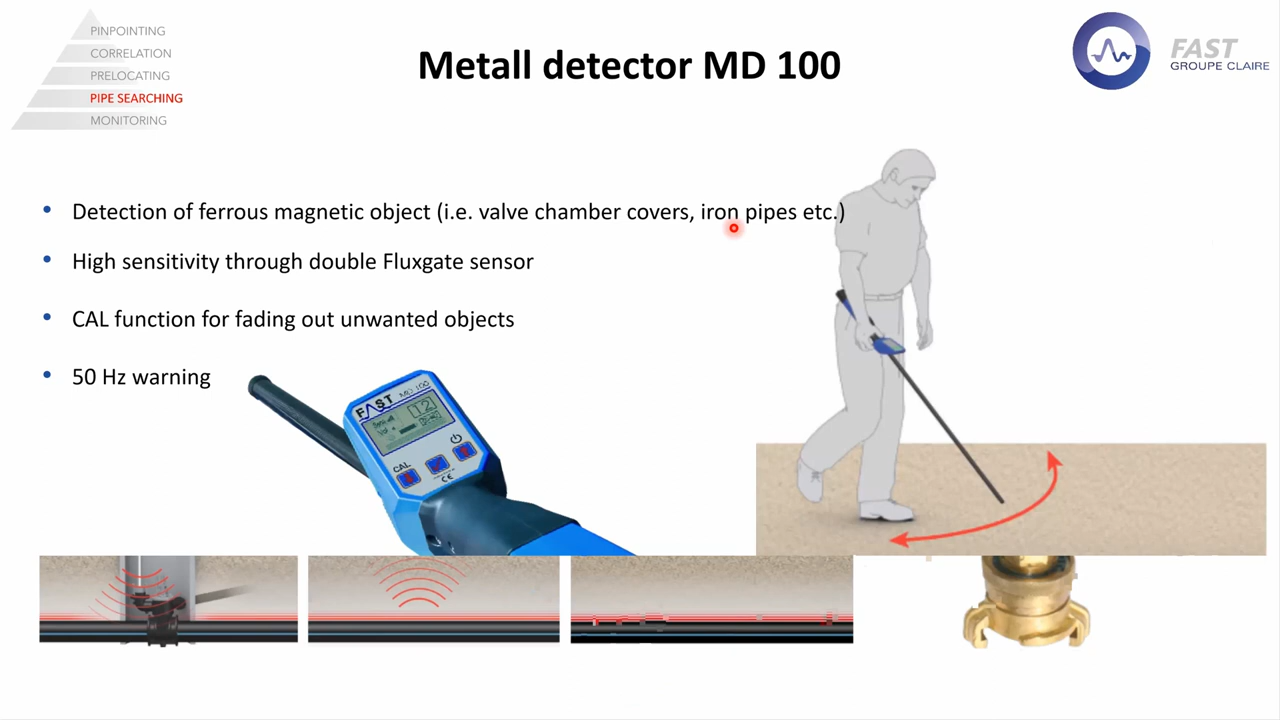 PINPOINTING
CORRELATION
PRELOCATING
PIPE SEARCHING
MONITORING
Metall detector MD 100
FAST
GROUPE CLAIRE
• Detection of ferrous magnetic object (i.e. valve chamber covers, iron pipes etc.)
• High sensitivity through double Fluxgate sensor
• CAL function for fading out unwanted objects
• 50 Hz warning
FAST MD 100
12
CAL
CE